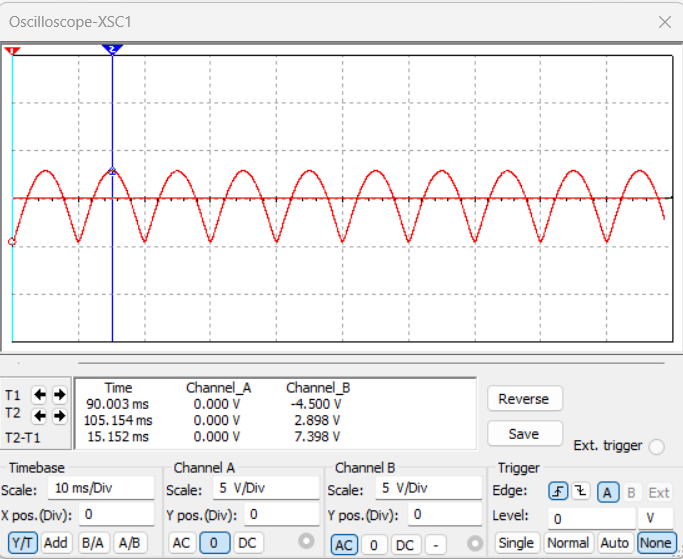 Oscilloscope-XSC1
1 2
T1
T2
T2-T1
Time Channel_A Channel_B
90.003 ms 0.000 V -4.500 V
105.154 ms 0.000 V 2.898 V
15.152 ms 0.000 V 7.398 V
Reverse
Save
Ext. trigger
Timebase
Scale: 10 ms/Div
X pos.(Div): 0
Y/T Add B/A A/B
Channel A
Scale: 5 V/Div
Y pos.(Div): 0
AC 0 DC
Channel B
Scale: 5 V/Div
Y pos.(Div): 0
AC 0 DC -
Trigger
Edge: A B Ext
Level: 0 V
Single Normal Auto None